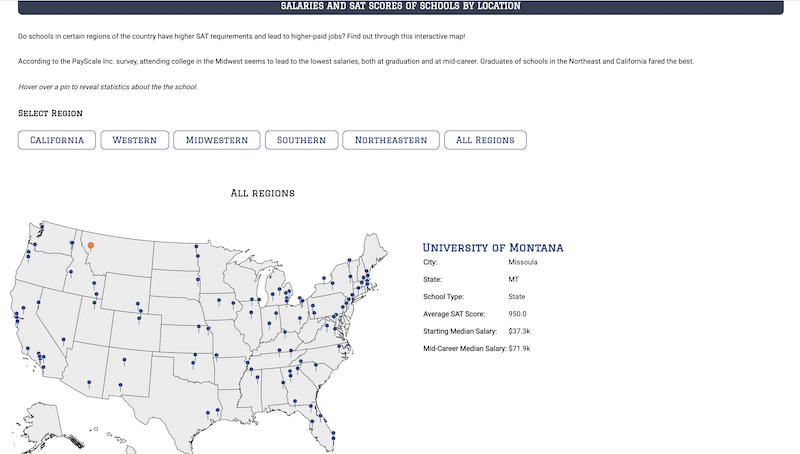 SALARIES AND SAT SCORES OF SCHOOLS BY LOCATION
Do schools in certain regions of the country have higher SAT requirements and lead to higher-paid jobs? Find out through this interactive map!
According to the PayScale Inc. survey, attending college in the Midwest seems to lead to the lowest salaries, both at graduation and at mid-career. Graduates of schools in the Northeast and California fared the best.
Hover over a pin to reveal statistics about the the school.
Select Region
California Western Midwestern Southern Northeastern All Regions
All regions
University of Montana
City: Missoula
State: MT
School Type: State
Average SAT Score: 950.0
Starting Median Salary: $37.3k
Mid-Career Median Salary: $71.9k